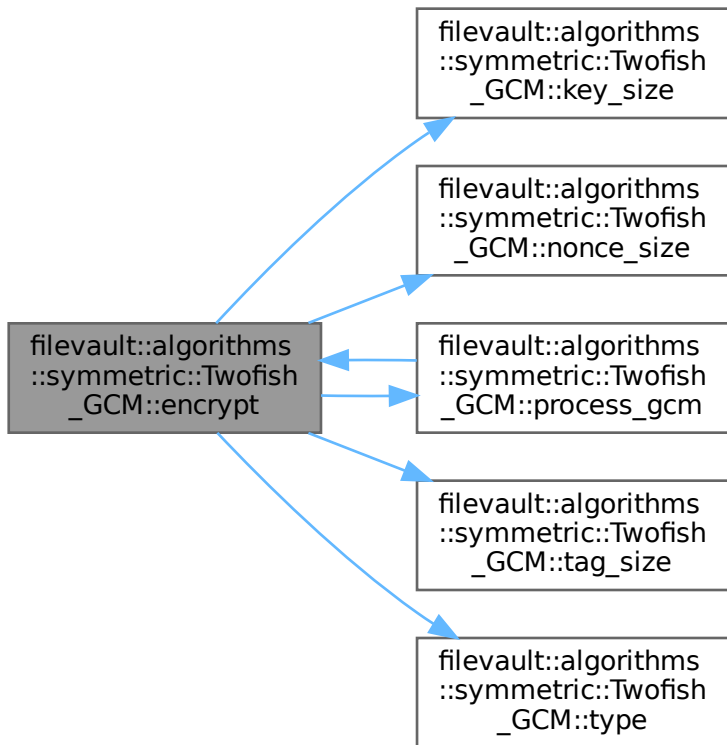 filevault::algorithms
::symmetric::Twofish
_GCM::key_size
filevault::algorithms
::symmetric::Twofish
_GCM::nonce_size
filevault::algorithms
::symmetric::Twofish
_GCM::encrypt
filevault::algorithms
::symmetric::Twofish
_GCM::process_gcm
filevault::algorithms
::symmetric::Twofish
_GCM::tag_size
filevault::algorithms
::symmetric::Twofish
_GCM::type